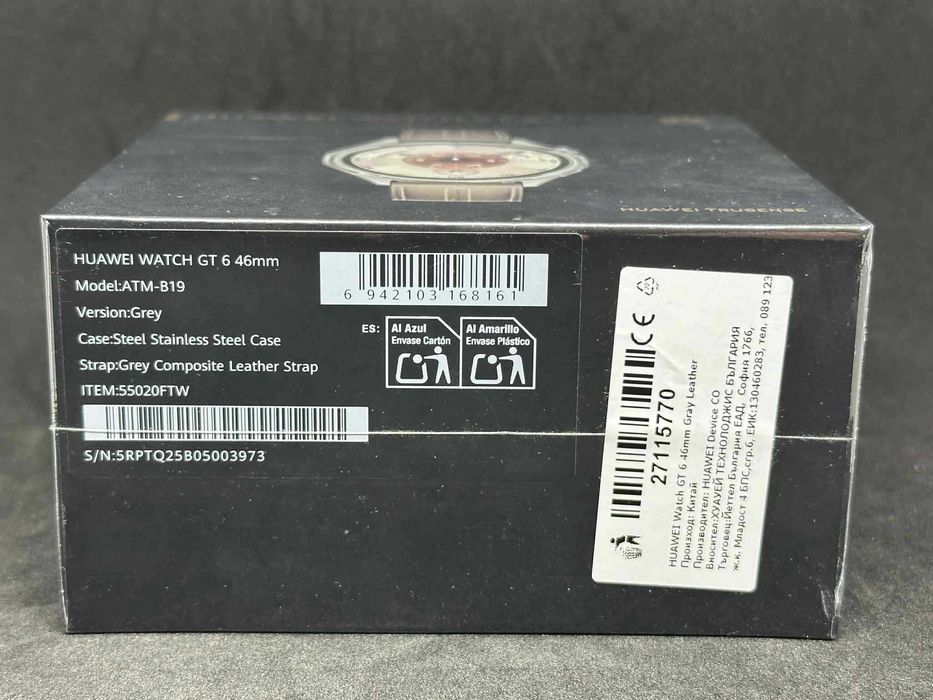 HUAWEI TRUSENSE
HUAWEI WATCH GT 6 46mm
Model:ATM-B19
Version:Grey
Case:Steel Stainless Steel Case
Strap:Grey Composite Leather Strap
ITEM:55020FTW
S/N:5RPTQ25B05003973
6 942103 168161
ES:
Al Azul
Envase Cartón
Al Amarillo
Envase Plástico
CE
27115770
HUAWEI Watch GT 6 46mm Gray Leather
Произход: Китай
Производител: HUAWEI Device CO
Вносител:ХУАУЕЙ ТЕХНОЛОДЖИС БЪЛГАРИЯ
Търговец:Йеттел България ЕАД, София 1766,
ж.к. Младост 4 БПС,сгр.6, ЕИК:130460283, тел. 089 123